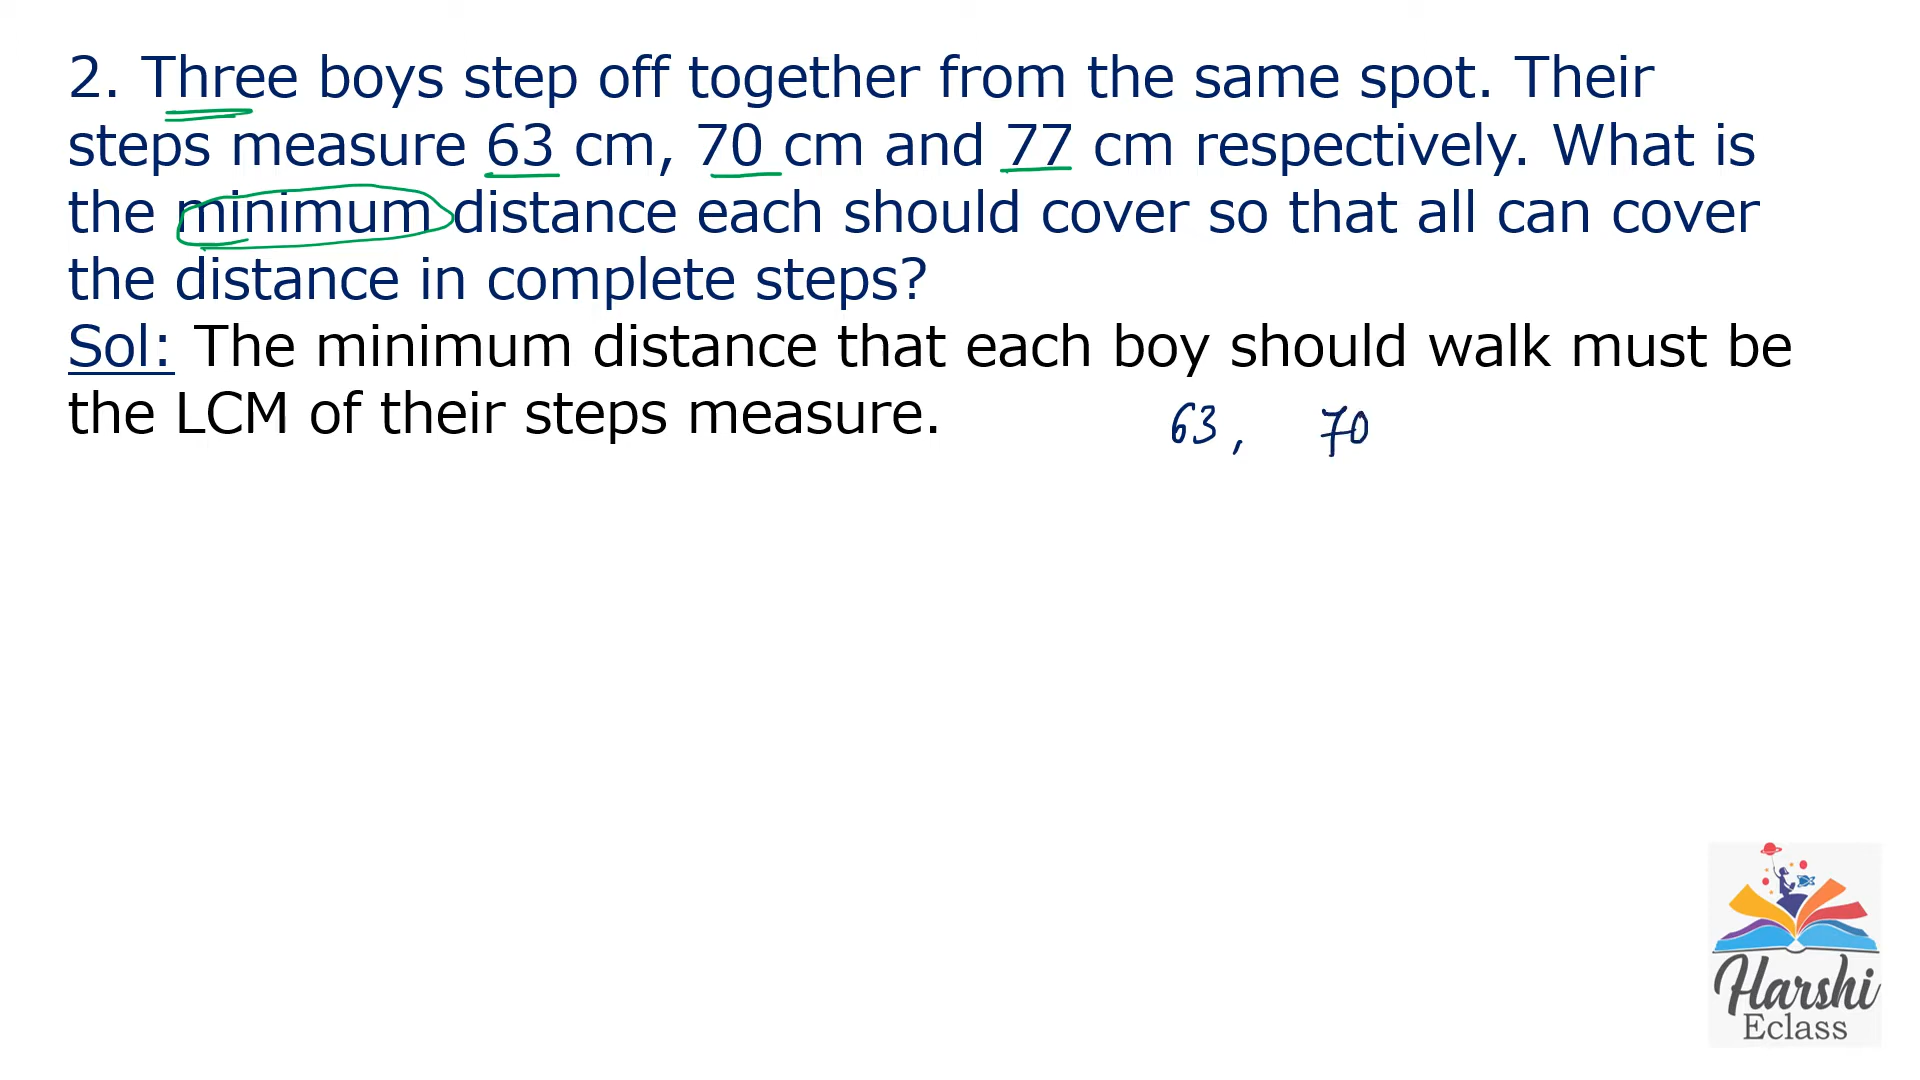 2. Three boys step off together from the same spot. Their
steps measure 63 cm, 70 cm and 77 cm respectively. What is
the minimum distance each should cover so that all can cover
the distance in complete steps?
Sol: The minimum distance that each boy should walk must be
the LCM of their steps measure.
63, 70
Harshi
Eclass